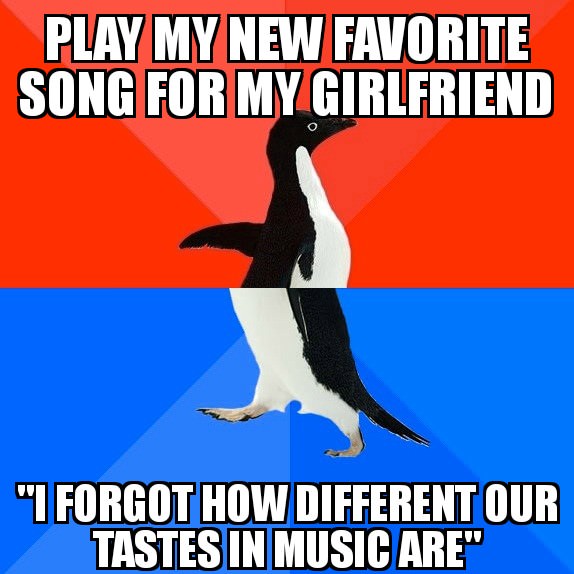 PLAY MY NEW FAVORITE
SONG FOR MY GIRLFRIEND
"I FORGOT HOW DIFFERENT OUR
TASTES IN MUSIC ARE"